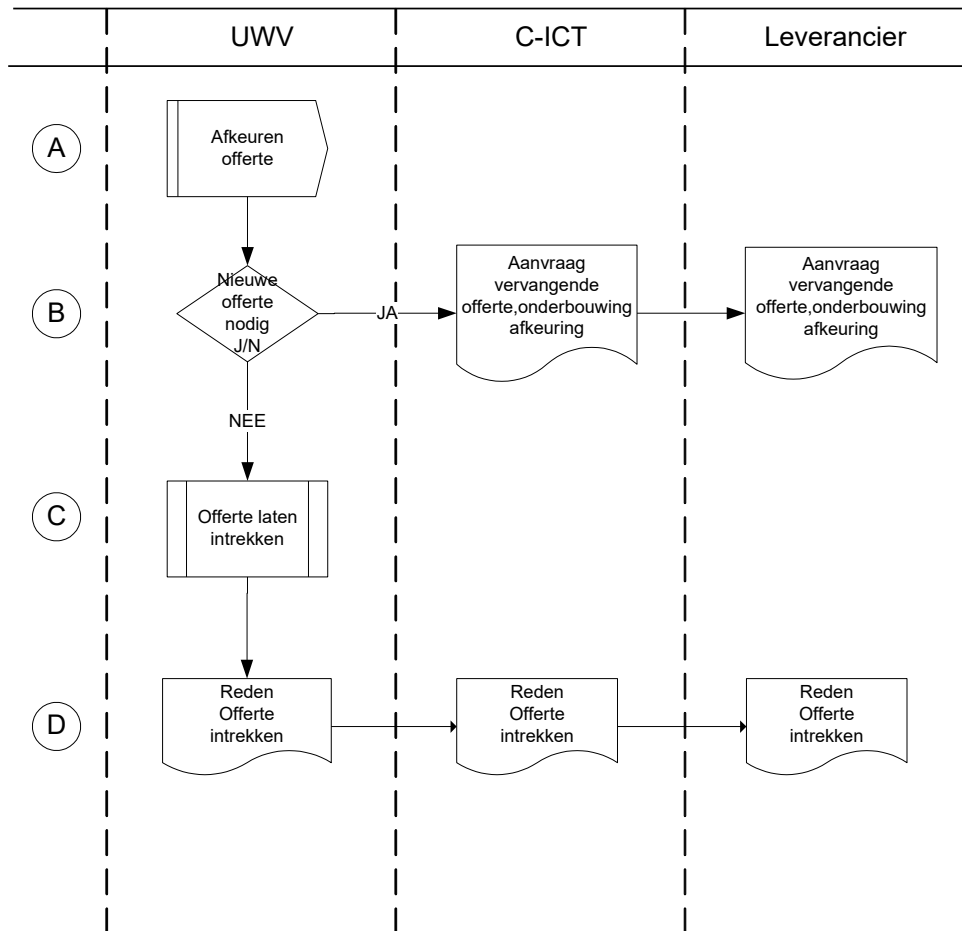 UWV
C-ICT
Leverancier
A
Afkeuren
offerte
B
Nieuwe
offerte
nodig
J/N
JA
Aanvraag
vervangende
offerte,onderbouwing
afkeuring
Aanvraag
vervangende
offerte,onderbouwing
afkeuring
NEE
C
Offerte laten
intrekken
D
Reden
Offerte
intrekken
Reden
Offerte
intrekken
Reden
Offerte
intrekken